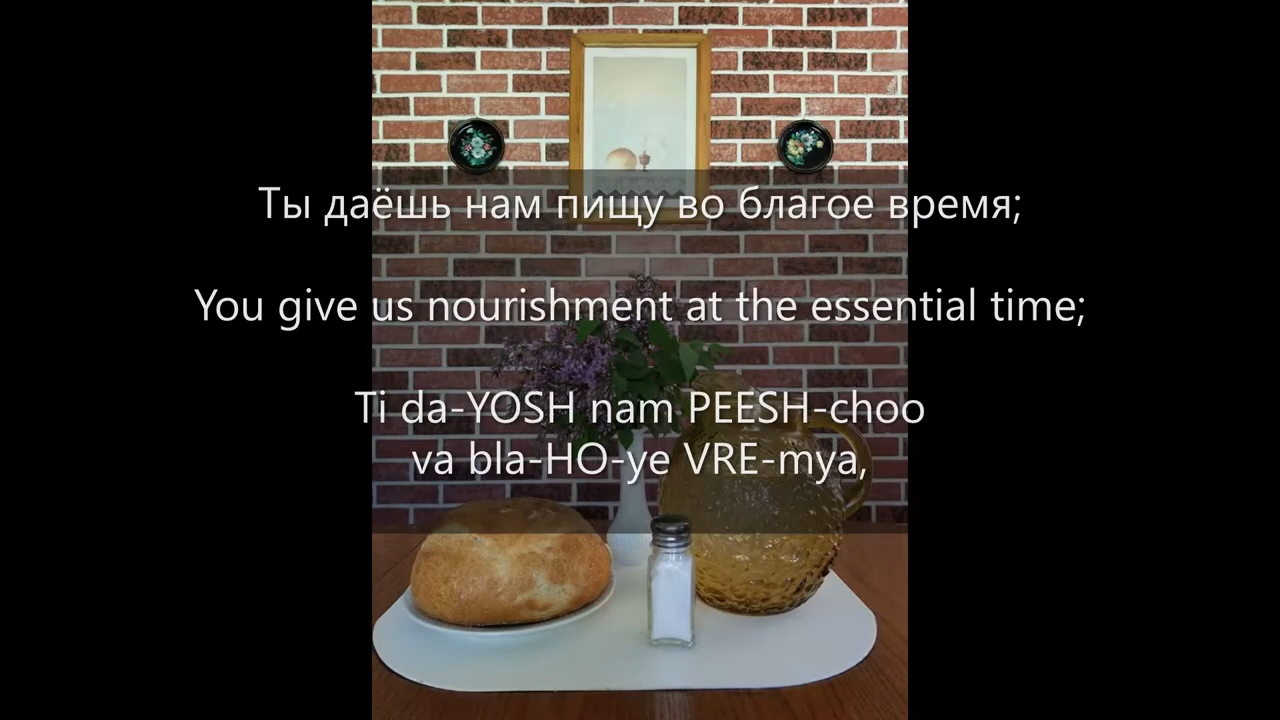 Ты даёшь нам пищу во благое время;
You give us nourishment at the essential time;
Ti da-YOSH nam PEESH-choo
va bla-HO-ye VRE-mya,